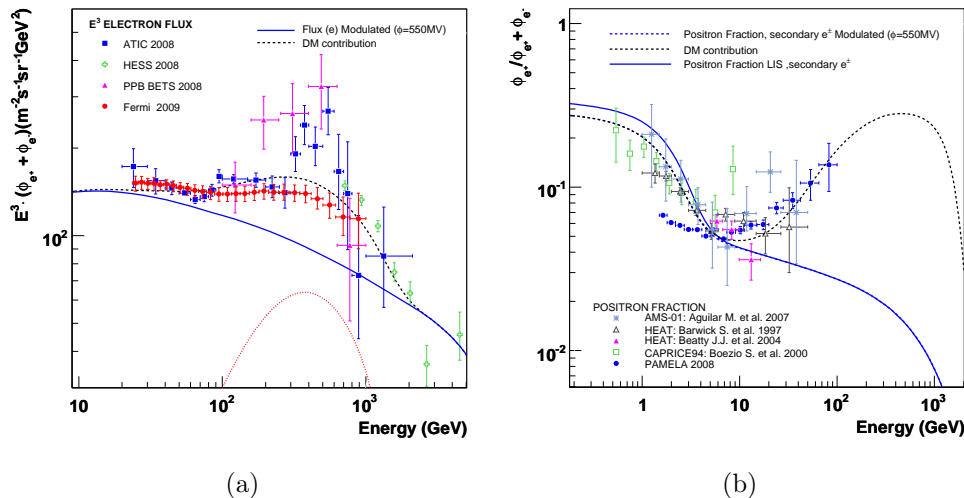 E³ ELECTRON FLUX
ATIC 2008
HESS 2008
PPB BETS 2008
Fermi 2009
Flux (e) Modulated (ϕ=550MV)
DM contribution
E³· (ϕe⁺ + ϕe⁻)(m⁻²s⁻¹sr⁻¹GeV²)
10²
10
10²
10³
Energy (GeV)
(a)
Positron Fraction, secondary e± Modulated (ϕ=550MV)
DM contribution
Positron Fraction LIS ,secondary e±
ϕe⁺/ϕe⁺ + ϕe⁻
1
10⁻¹
10⁻²
POSITRON FRACTION
AMS-01: Aguilar M. et al. 2007
HEAT: Barwick S. et al. 1997
HEAT: Beatty J.J. et al. 2004
CAPRICE94: Boezio S. et al. 2000
PAMELA 2008
1
10
10²
10³
Energy (GeV)
(b)